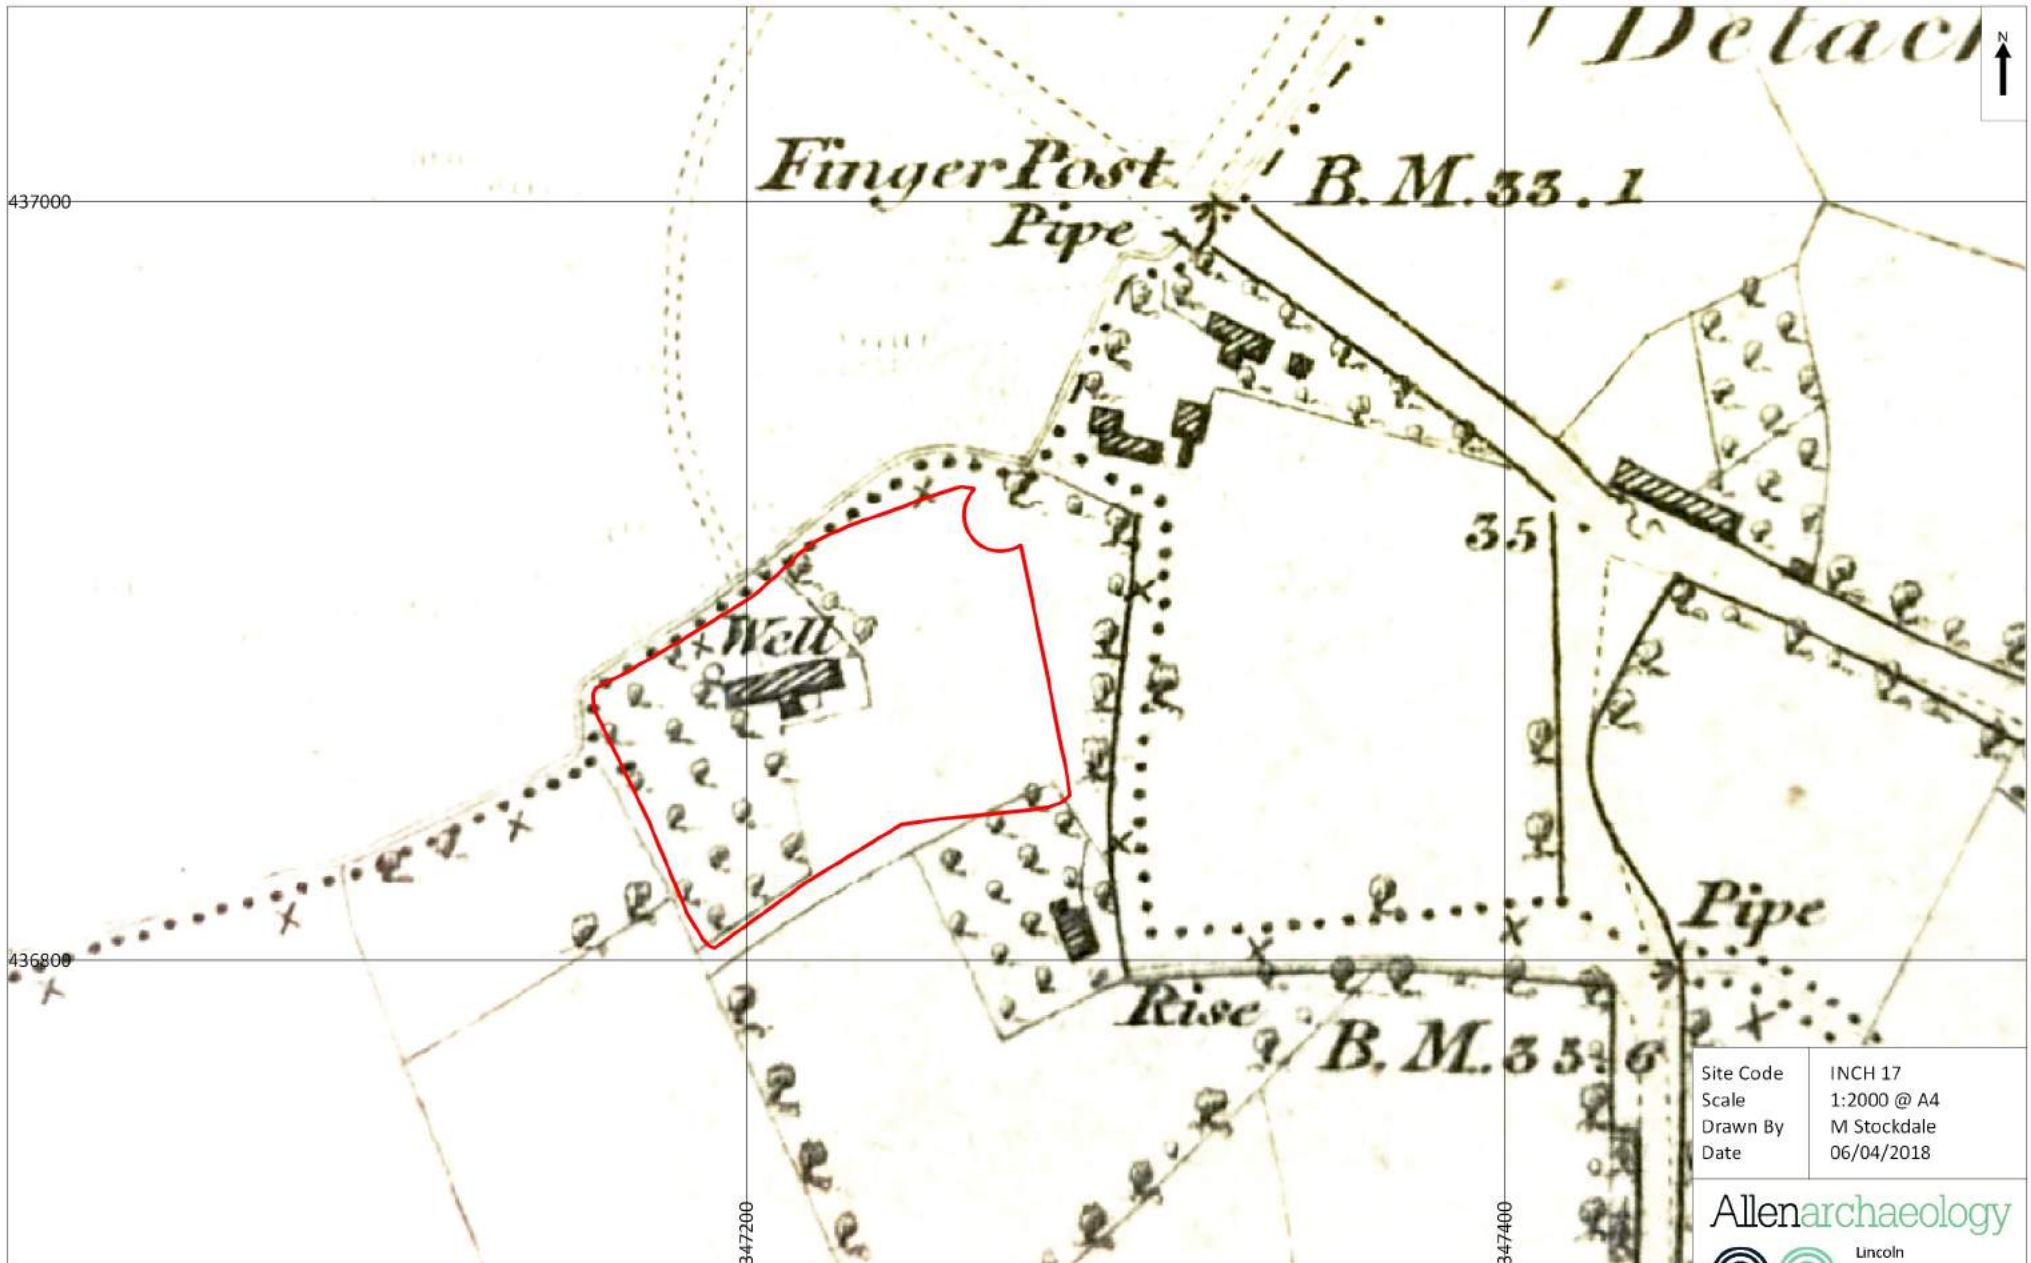 Detach
N
Finger Post
B.M. 33.1
437000
Pipe
35
Well
Pipe
436800
Rise
B.M. 35.6
347200
347400
Site Code INCH 17
Scale 1:2000 @ A4
Drawn By M Stockdale
Date 06/04/2018
Allenarchaeology
Lincoln